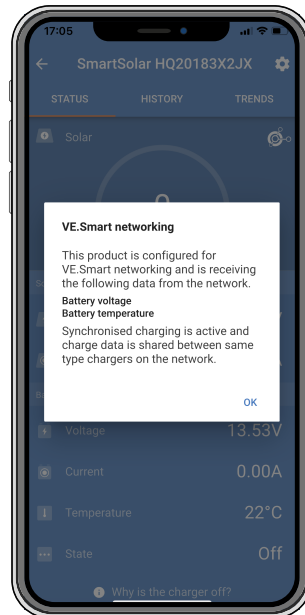 17:05
SmartSolar HQ20183X2JX
STATUS HISTORY TRENDS
Solar
VE.Smart networking
This product is configured for
VE.Smart networking and is receiving
the following data from the network.
Battery voltage
Battery temperature
Synchronised charging is active and
charge data is shared between same
type chargers on the network.
OK
Voltage 13.53V
Current 0.00A
Temperature 22°C
State Off
Why is the charger off?